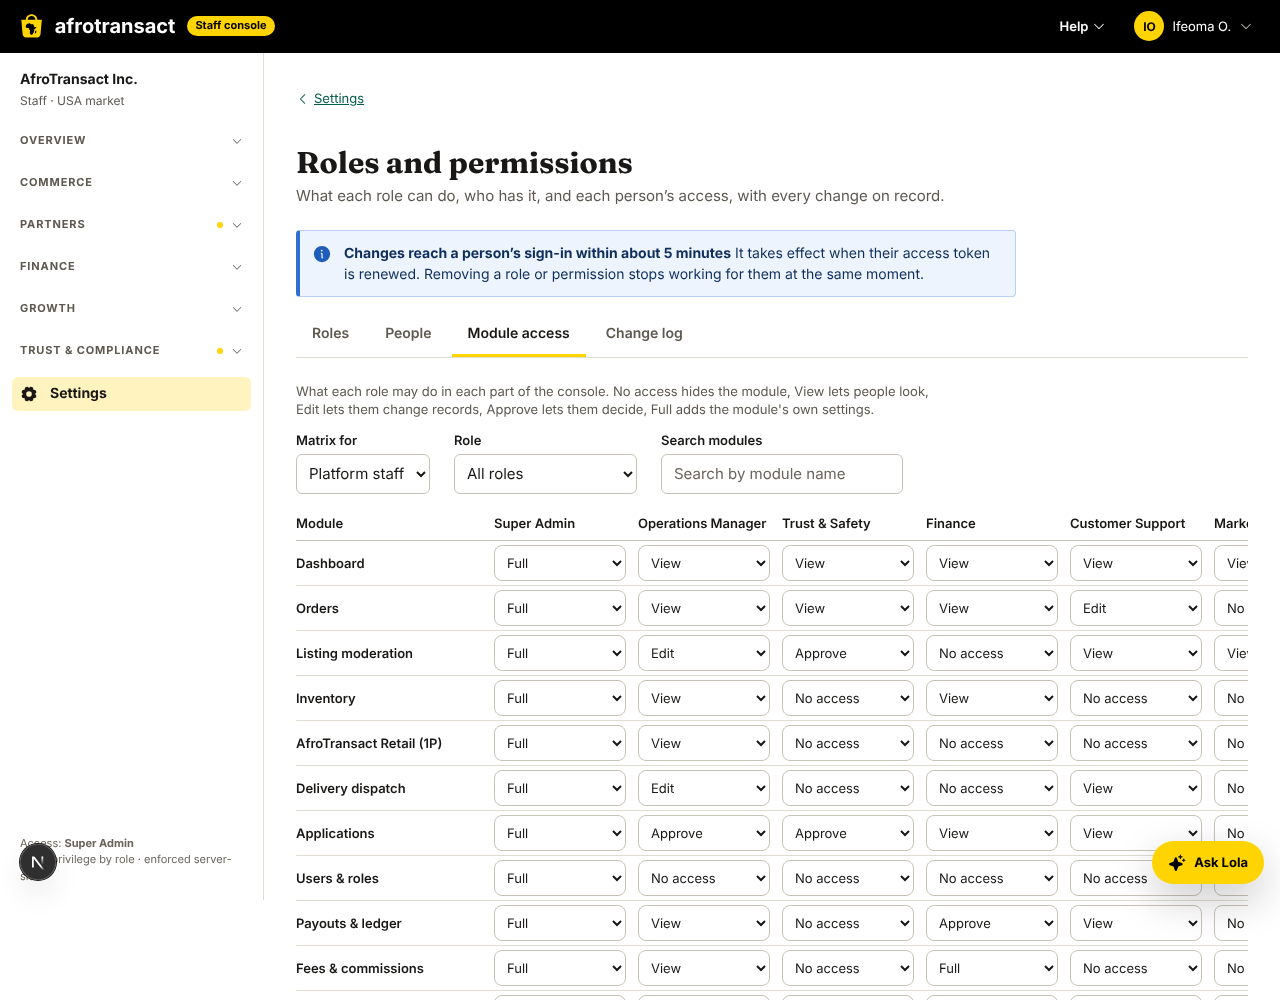 afrotransact Staff console Help IO Ifeoma O.
AfroTransact Inc.
Staff · USA market
OVERVIEW
COMMERCE
PARTNERS
FINANCE
GROWTH
TRUST & COMPLIANCE
Settings
Access: Super Admin
privilege by role · enforced server-
N
Settings
Roles and permissions
What each role can do, who has it, and each person’s access, with every change on record.
Changes reach a person’s sign-in within about 5 minutes It takes effect when their access token
is renewed. Removing a role or permission stops working for them at the same moment.
Roles People Module access Change log
What each role may do in each part of the console. No access hides the module, View lets people look,
Edit lets them change records, Approve lets them decide, Full adds the module's own settings.
Matrix for Role Search modules
Platform staff All roles Search by module name
Module Super Admin Operations Manager Trust & Safety Finance Customer Support
Dashboard Full View View View View
Orders Full View View View Edit No
Listing moderation Full Edit Approve No access View
Inventory Full View No access View No access No
AfroTransact Retail (1P) Full View No access No access No access No
Delivery dispatch Full Edit No access No access View No
Applications Full Approve Approve View View No
Users & roles Full No access No access No access No access
Ask Lola
Payouts & ledger Full View No access Approve View No
Fees & commissions Full View No access Full No access No